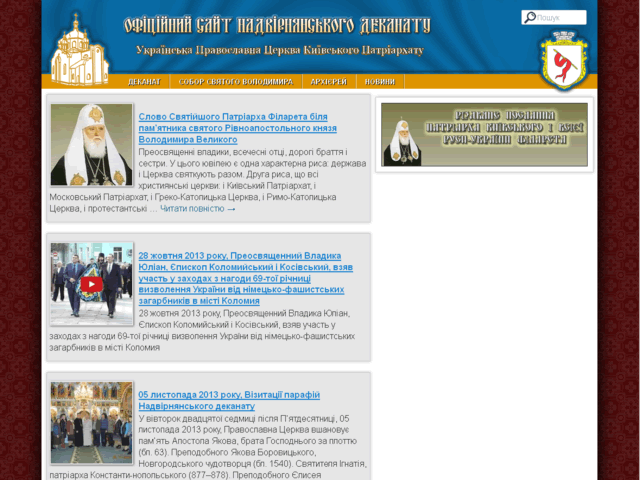 ОФІЦІЙНИЙ САЙТ НАДВІРНЯНСЬКОГО ДЕКАНАТУ
Українська Православна Церква Київського Патріархату
Пошук
ДЕКАНАТ
СОБОР СВЯТОГО ВОЛОДИМИРА
АРХІЄРЕЙ
НОВИНИ
Слово Святійшого Патріарха Філарета біля
пам'ятника святого Рівноапостольного князя
Володимира Великого
Преосвященні владики, всечесні отці, дорогі браття і
сестри. У цього ювілею є одна характерна риса: держава
і Церква святкують разом. Друга риса, що всі
християнські церкви: і Київський Патріархат, і
Московський Патріархат, і Греко-Католицька Церква, і Римо-Католицька
Церква, і протестантські … Читати повністю →
РІЗДВЯНЕ ПОСЛАННЯ
ПАТРІАРХА КИЇВСЬКОГО І ВСІЄЇ
РУСИ-УКРАЇНИ ФІЛАРЕТА
28 жовтня 2013 року, Преосвященний Владика
Юліан, Єпископ Коломийський і Косівський, взяв
участь у заходах з нагоди 69-тої річниці
визволення України від німецько-фашистських
загарбників в місті Коломия
28 жовтня 2013 року, Преосвященний Владика Юліан,
Єпископ Коломийський і Косівський, взяв участь у
заходах з нагоди 69-тої річниці визволення України від німецько-фашистських
загарбників в місті Коломия
05 листопада 2013 року, Візитації парафій
Надвірнянського деканату
У вівторок двадцятої седмиці після П'ятдесятниці, 05
листопада 2013 року, Православна Церква вшановує
пам'ять Апостола Якова, брата Господнього за плоттю
(бл. 63). Преподобного Якова Боровицького,
Новгородського чудотворця (бл. 1540). Святителя Ігнатія,
патріарха Константи-нопольського (877–878). Преподобного Єлисея